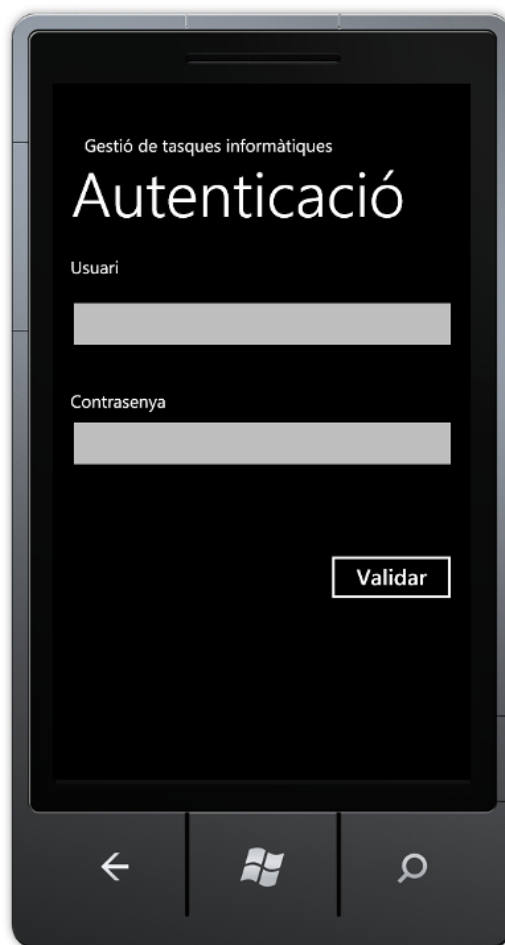 Gestió de tasques informàtiques
Autenticació
Usuari
Contrasenya
Validar